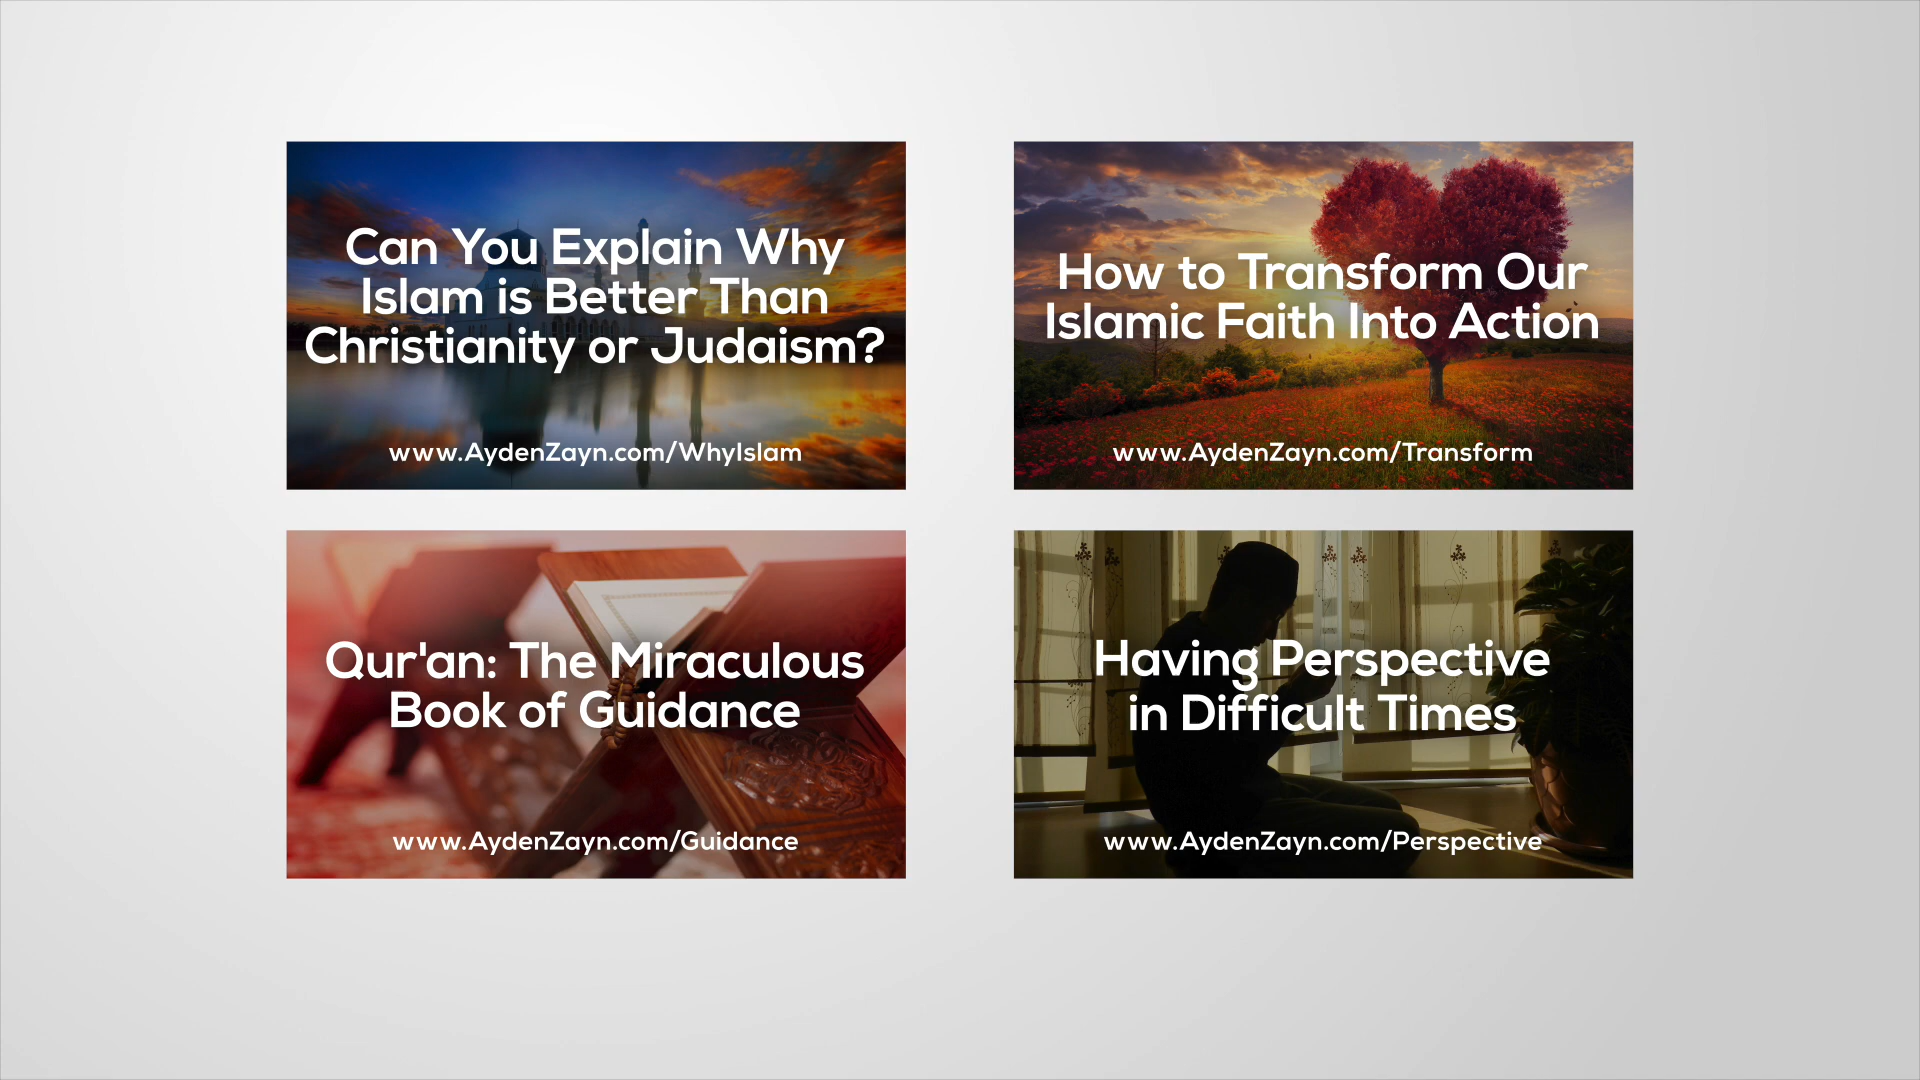 Can You Explain Why
Islam is Better Than
Christianity or Judaism?
www.AydenZayn.com/WhyIslam
How to Transform Our
Islamic Faith Into Action
www.AydenZayn.com/Transform
Qur'an: The Miraculous
Book of Guidance
www.AydenZayn.com/Guidance
Having Perspective
in Difficult Times
www.AydenZayn.com/Perspective